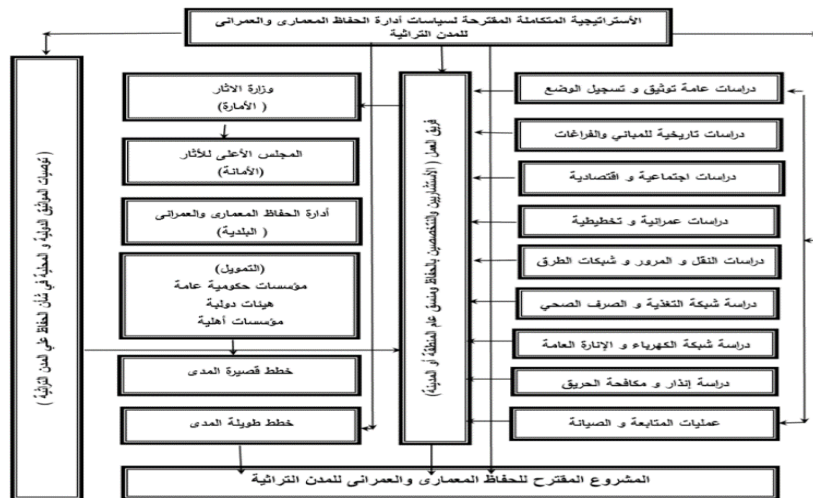 الأستراتيجية المتكاملة المقترحة لسياسات أدارة الحفاظ المعمارى والعمرانى
للمدن التراثية
دراسات عامة توثيق و تسجيل الوضع
دراسات تاريخية للمباني والفراغات
دراسات اجتماعية و اقتصادية
دراسات عمرانية و تخطيطية
دراسات النقل و المرور و شبكات الطرق
دراسة شبكة التغذية و الصرف الصحي
دراسة شبكة الكهرباء و الإنارة العامة
دراسة إنذار و مكافحة الحريق
عمليات المتابعة و الصيانة
فريق العمل ( الأستشاريين والمتخصصين بالحفاظ ومنسق عام المنطقة أو المدينة)
وزارة الاثار
( الأمارة)
المجلس الأعلى للأثار
(الأمانة)
أدارة الحفاظ المعمارى والعمرانى
( البلدية)
(التمويل)
مؤسسات حكومية عامة
هيئات دولية
مؤسسات أهلية
خطط قصيرة المدى
خطط طويلة المدى
( توصيات المواثيق الدولية و المحلية في شأن الحفاظ علي المدن التراثية )
المشروع المقترح للحفاظ المعمارى والعمرانى للمدن التراثية